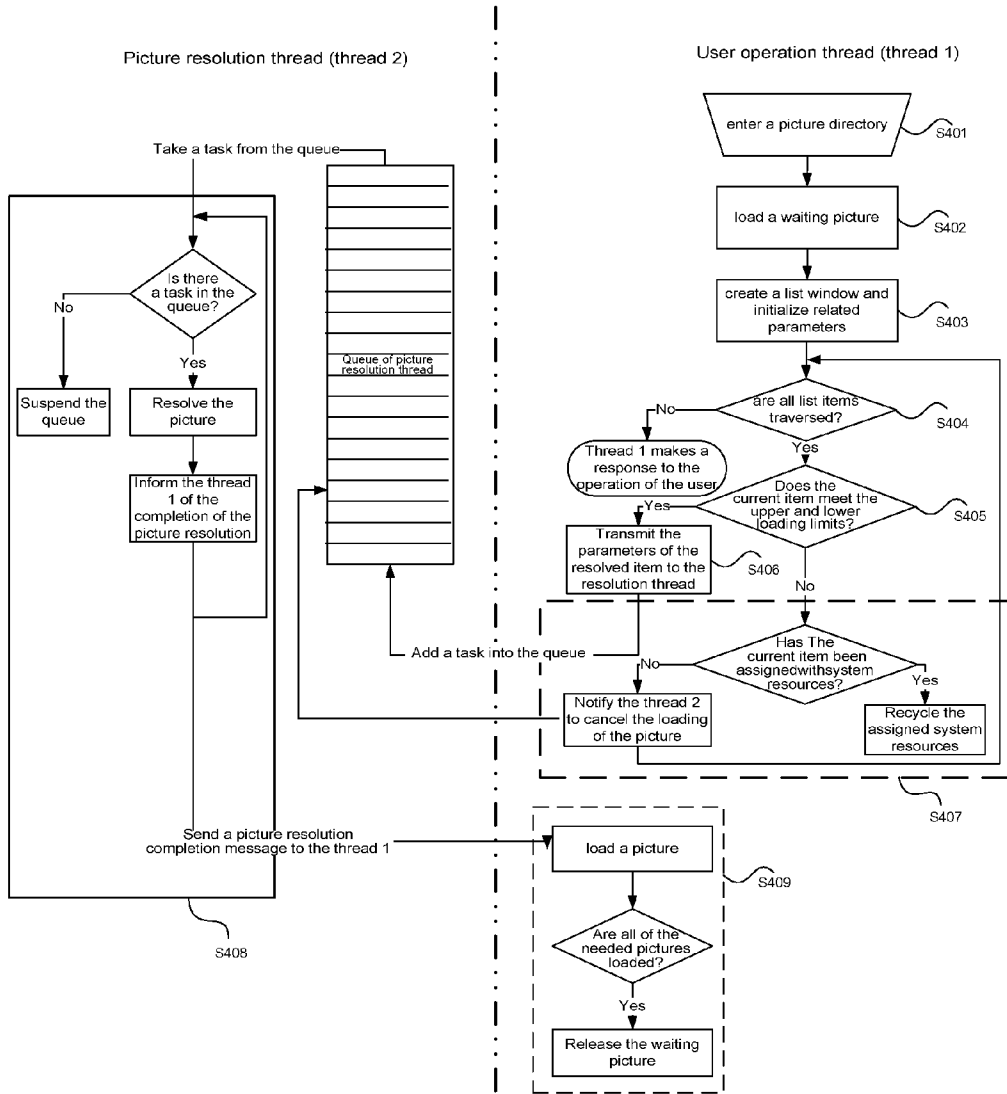 Picture resolution thread (thread 2)
User operation thread (thread 1)
enter a picture directory
S401
Take a task from the queue
load a waiting picture
S402
Is there
a task in the
queue?
No
Yes
create a list window and
initialize related
parameters
S403
Queue of picture
resolution thread
Suspend the
queue
Resolve the
picture
are all list items
traversed?
S404
No
Yes
Thread 1 makes a
response to the
operation of the user
Inform the thread
1 of the
completion of the
picture resolution
Does the
current item meet the
upper and lower
loading limits?
S405
Yes
No
Transmit the
parameters of the
resolved item to the
resolution thread
S406
Add a task into the queue
Has The
current item been
assignedwithsystem
resources?
No
Yes
Notify the thread 2
to cancel the loading
of the picture
Recycle the
assigned system
resources
S407
Send a picture resolution
completion message to the thread 1
load a picture
S409
S408
Are all of the
needed pictures
loaded?
Yes
Release the waiting
picture